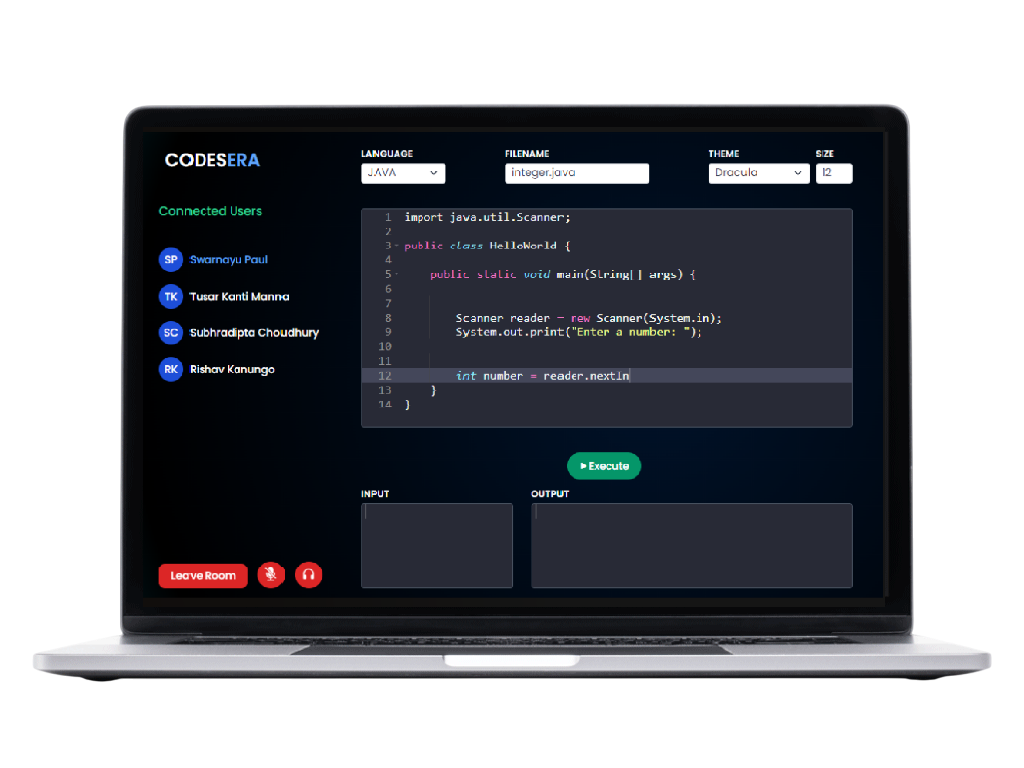 CODESERA
LANGUAGE
FILENAME
THEME
SIZE
JAVA
integer.java
Dracula
12
Connected Users
SP Swarnayu Paul
TK Tusar Kanti Manna
SC Subhradipta Choudhury
RK Rishav Kanungo
1 import java.util.Scanner;
2
3 public class HelloWorld {
4
5 public static void main(String[] args) {
6
7
8 Scanner reader = new Scanner(System.in);
9 System.out.print("Enter a number: ");
10
11
12 int number = reader.nextIn
13 }
14 }
Execute
INPUT
OUTPUT
Leave Room